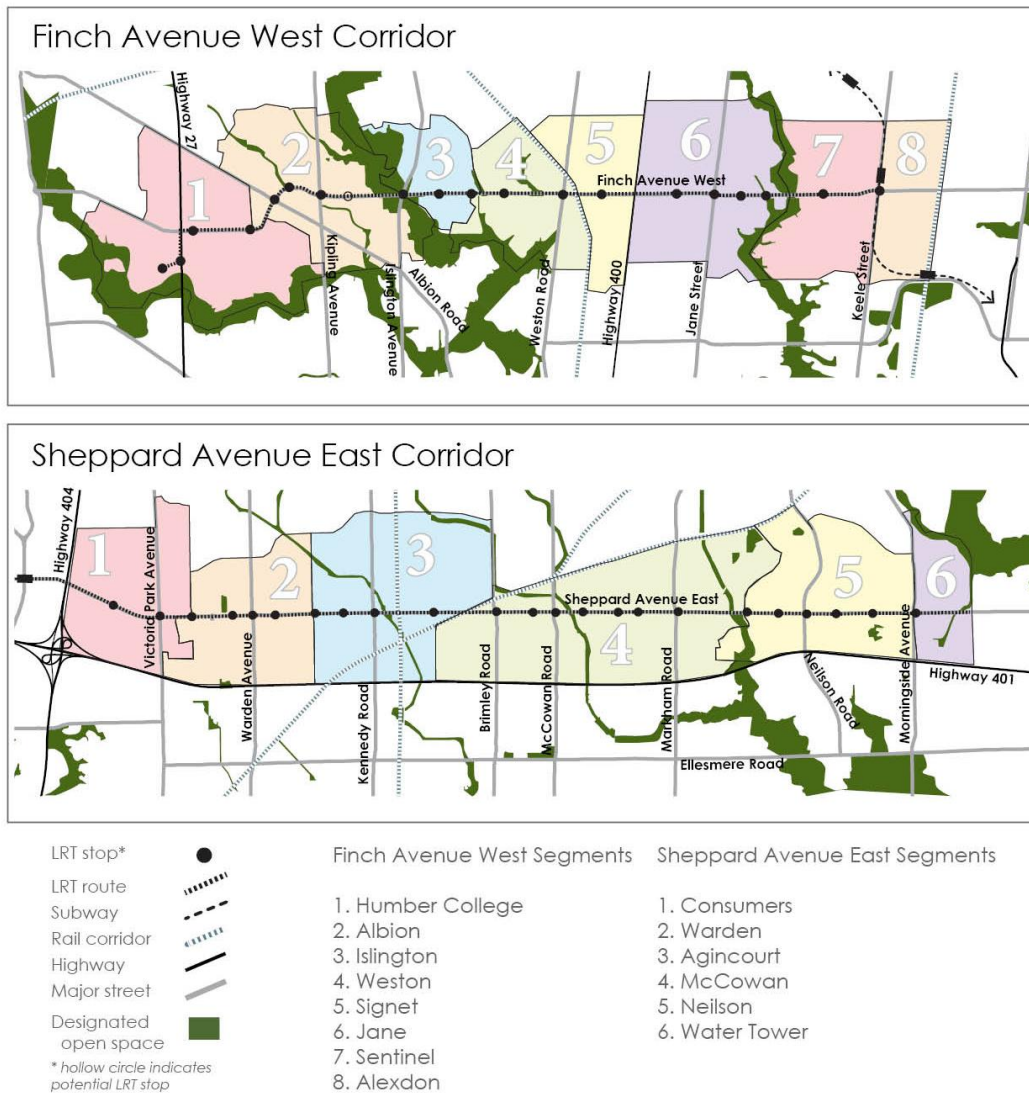 Finch Avenue West Corridor
Highway 27
1
2
3
4
5
6
7
8
Finch Avenue West
Kipling Avenue
Islington Avenue
Albion Road
Weston Road
Highway 400
Jane Street
Keele Street
Sheppard Avenue East Corridor
Highway 404
1
Victoria Park Avenue
2
3
Sheppard Avenue East
4
5
6
Warden Avenue
Kennedy Road
Brimley Road
McCowan Road
Markham Road
Neilson Road
Morningside Avenue
Highway 401
Ellesmere Road
LRT stop*
LRT route
Subway
Rail corridor
Highway
Major street
Designated
open space
* hollow circle indicates
potential LRT stop
Finch Avenue West Segments
1. Humber College
2. Albion
3. Islington
4. Weston
5. Signet
6. Jane
7. Sentinel
8. Alexdon
Sheppard Avenue East Segments
1. Consumers
2. Warden
3. Agincourt
4. McCowan
5. Neilson
6. Water Tower